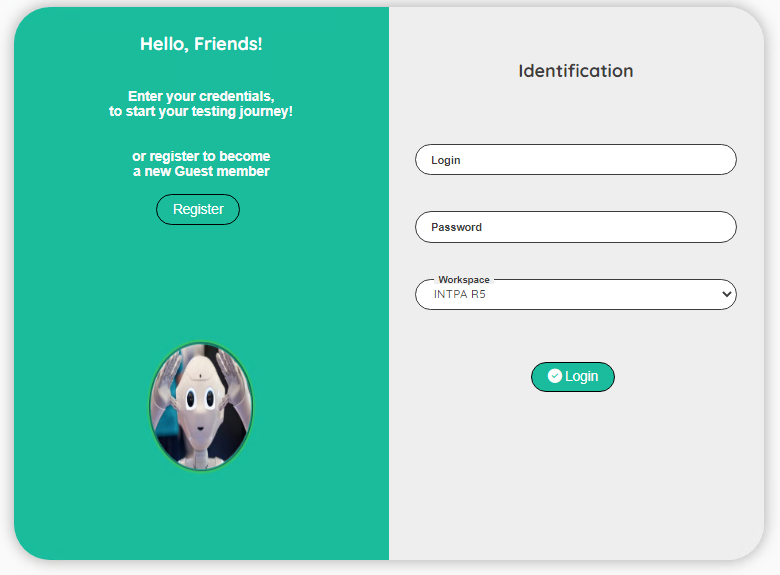 Hello, Friends!
Enter your credentials,
to start your testing journey!
or register to become
a new Guest member
Register
Identification
Login
Password
Workspace
INTPA R5
Login